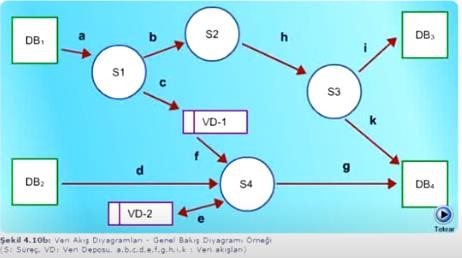 DB1
a
b
S2
h
i
DB3
S1
c
S3
VD-1
k
f
DB2
d
S4
g
DB4
VD-2
e
Tekrar
Şekil 4.10b: Veri Akış Diyagramları - Genel Bakış Diyagramı Örneği
(S: Süreç, VD: Veri Deposu, a,b,c,d,e,f,g,h,i,k : Veri akışları)